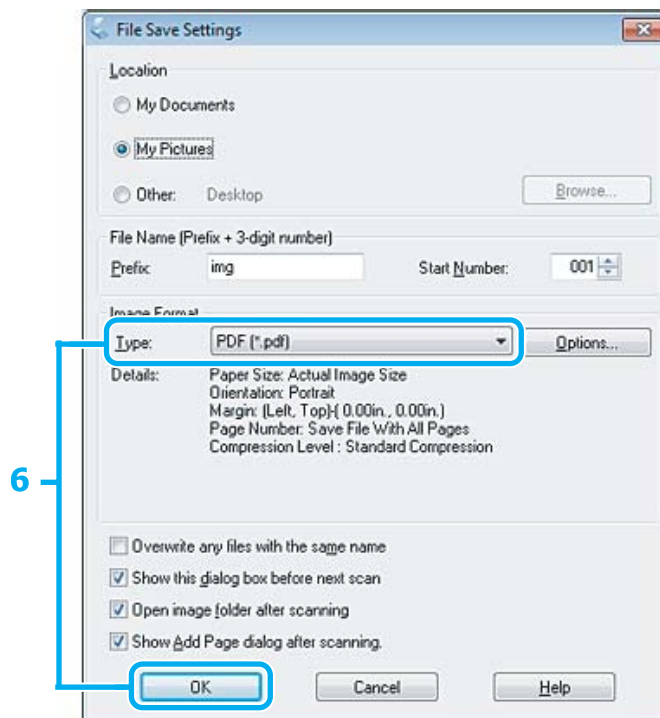 File Save Settings
Location
My Documents
My Pictures
Other: Desktop Browse...
File Name (Prefix + 3-digit number)
Prefix: img Start Number: 001
Image Format
Type: PDF (*.pdf) Options...
Details: Paper Size: Actual Image Size
Orientation: Portrait
Margin: (Left, Top)-( 0.00in., 0.00in.)
Page Number: Save File With All Pages
Compression Level : Standard Compression
6
Overwrite any files with the same name
Show this dialog box before next scan
Open image folder after scanning
Show Add Page dialog after scanning.
OK Cancel Help